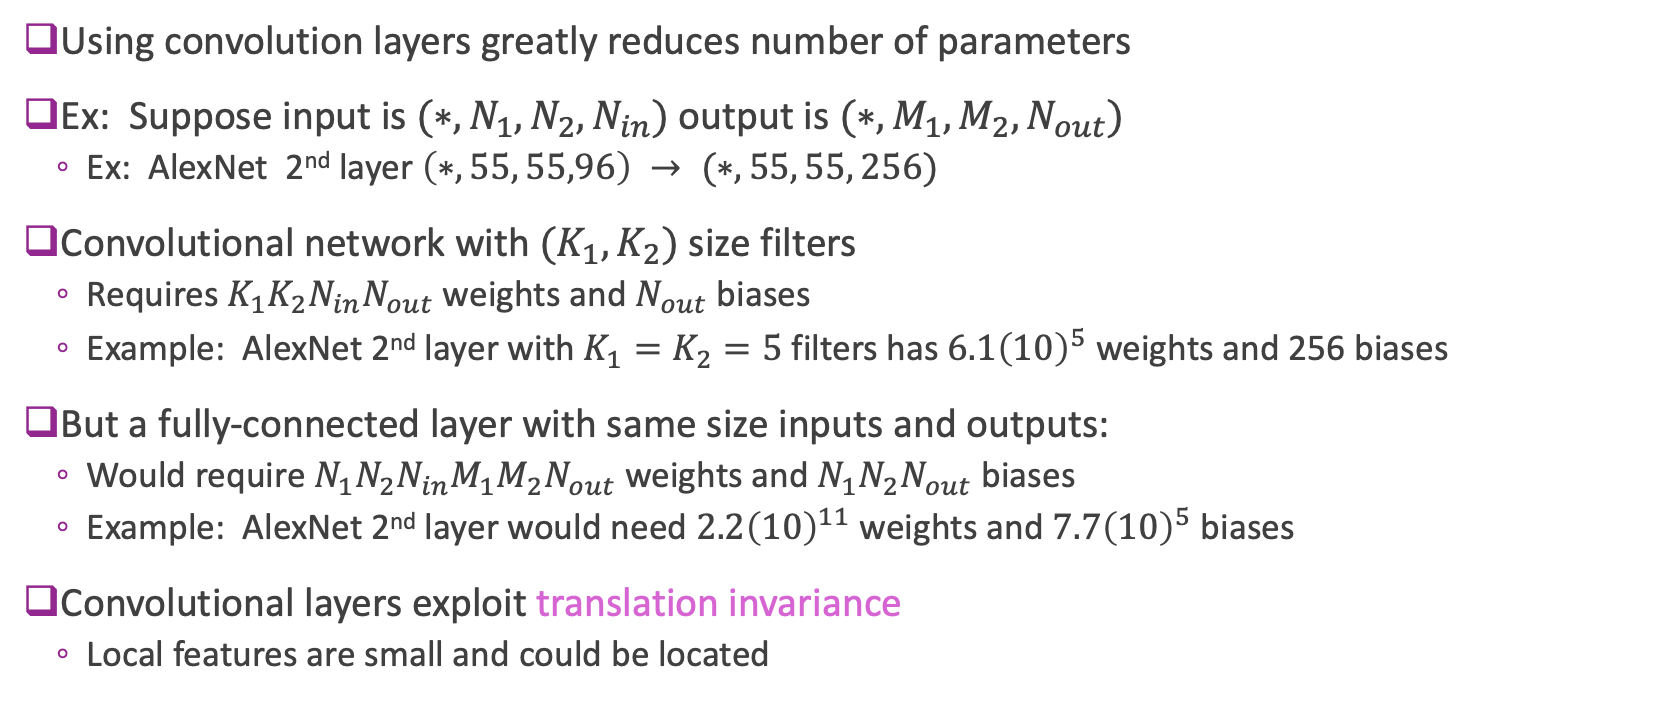 ❑Using convolution layers greatly reduces number of parameters
❑Ex: Suppose input is (∗, N₁, N₂, Nᵢₙ) output is (∗, M₁, M₂, Nₒᵤₜ)
◦ Ex: AlexNet 2ⁿᵈ layer (∗, 55, 55,96) → (∗, 55, 55, 256)
❑Convolutional network with (K₁, K₂) size filters
◦ Requires K₁K₂NᵢₙNₒᵤₜ weights and Nₒᵤₜ biases
◦ Example: AlexNet 2ⁿᵈ layer with K₁ = K₂ = 5 filters has 6.1(10)⁵ weights and 256 biases
❑But a fully-connected layer with same size inputs and outputs:
◦ Would require N₁N₂NᵢₙM₁M₂Nₒᵤₜ weights and N₁N₂Nₒᵤₜ biases
◦ Example: AlexNet 2ⁿᵈ layer would need 2.2(10)¹¹ weights and 7.7(10)⁵ biases
❑Convolutional layers exploit translation invariance
◦ Local features are small and could be located